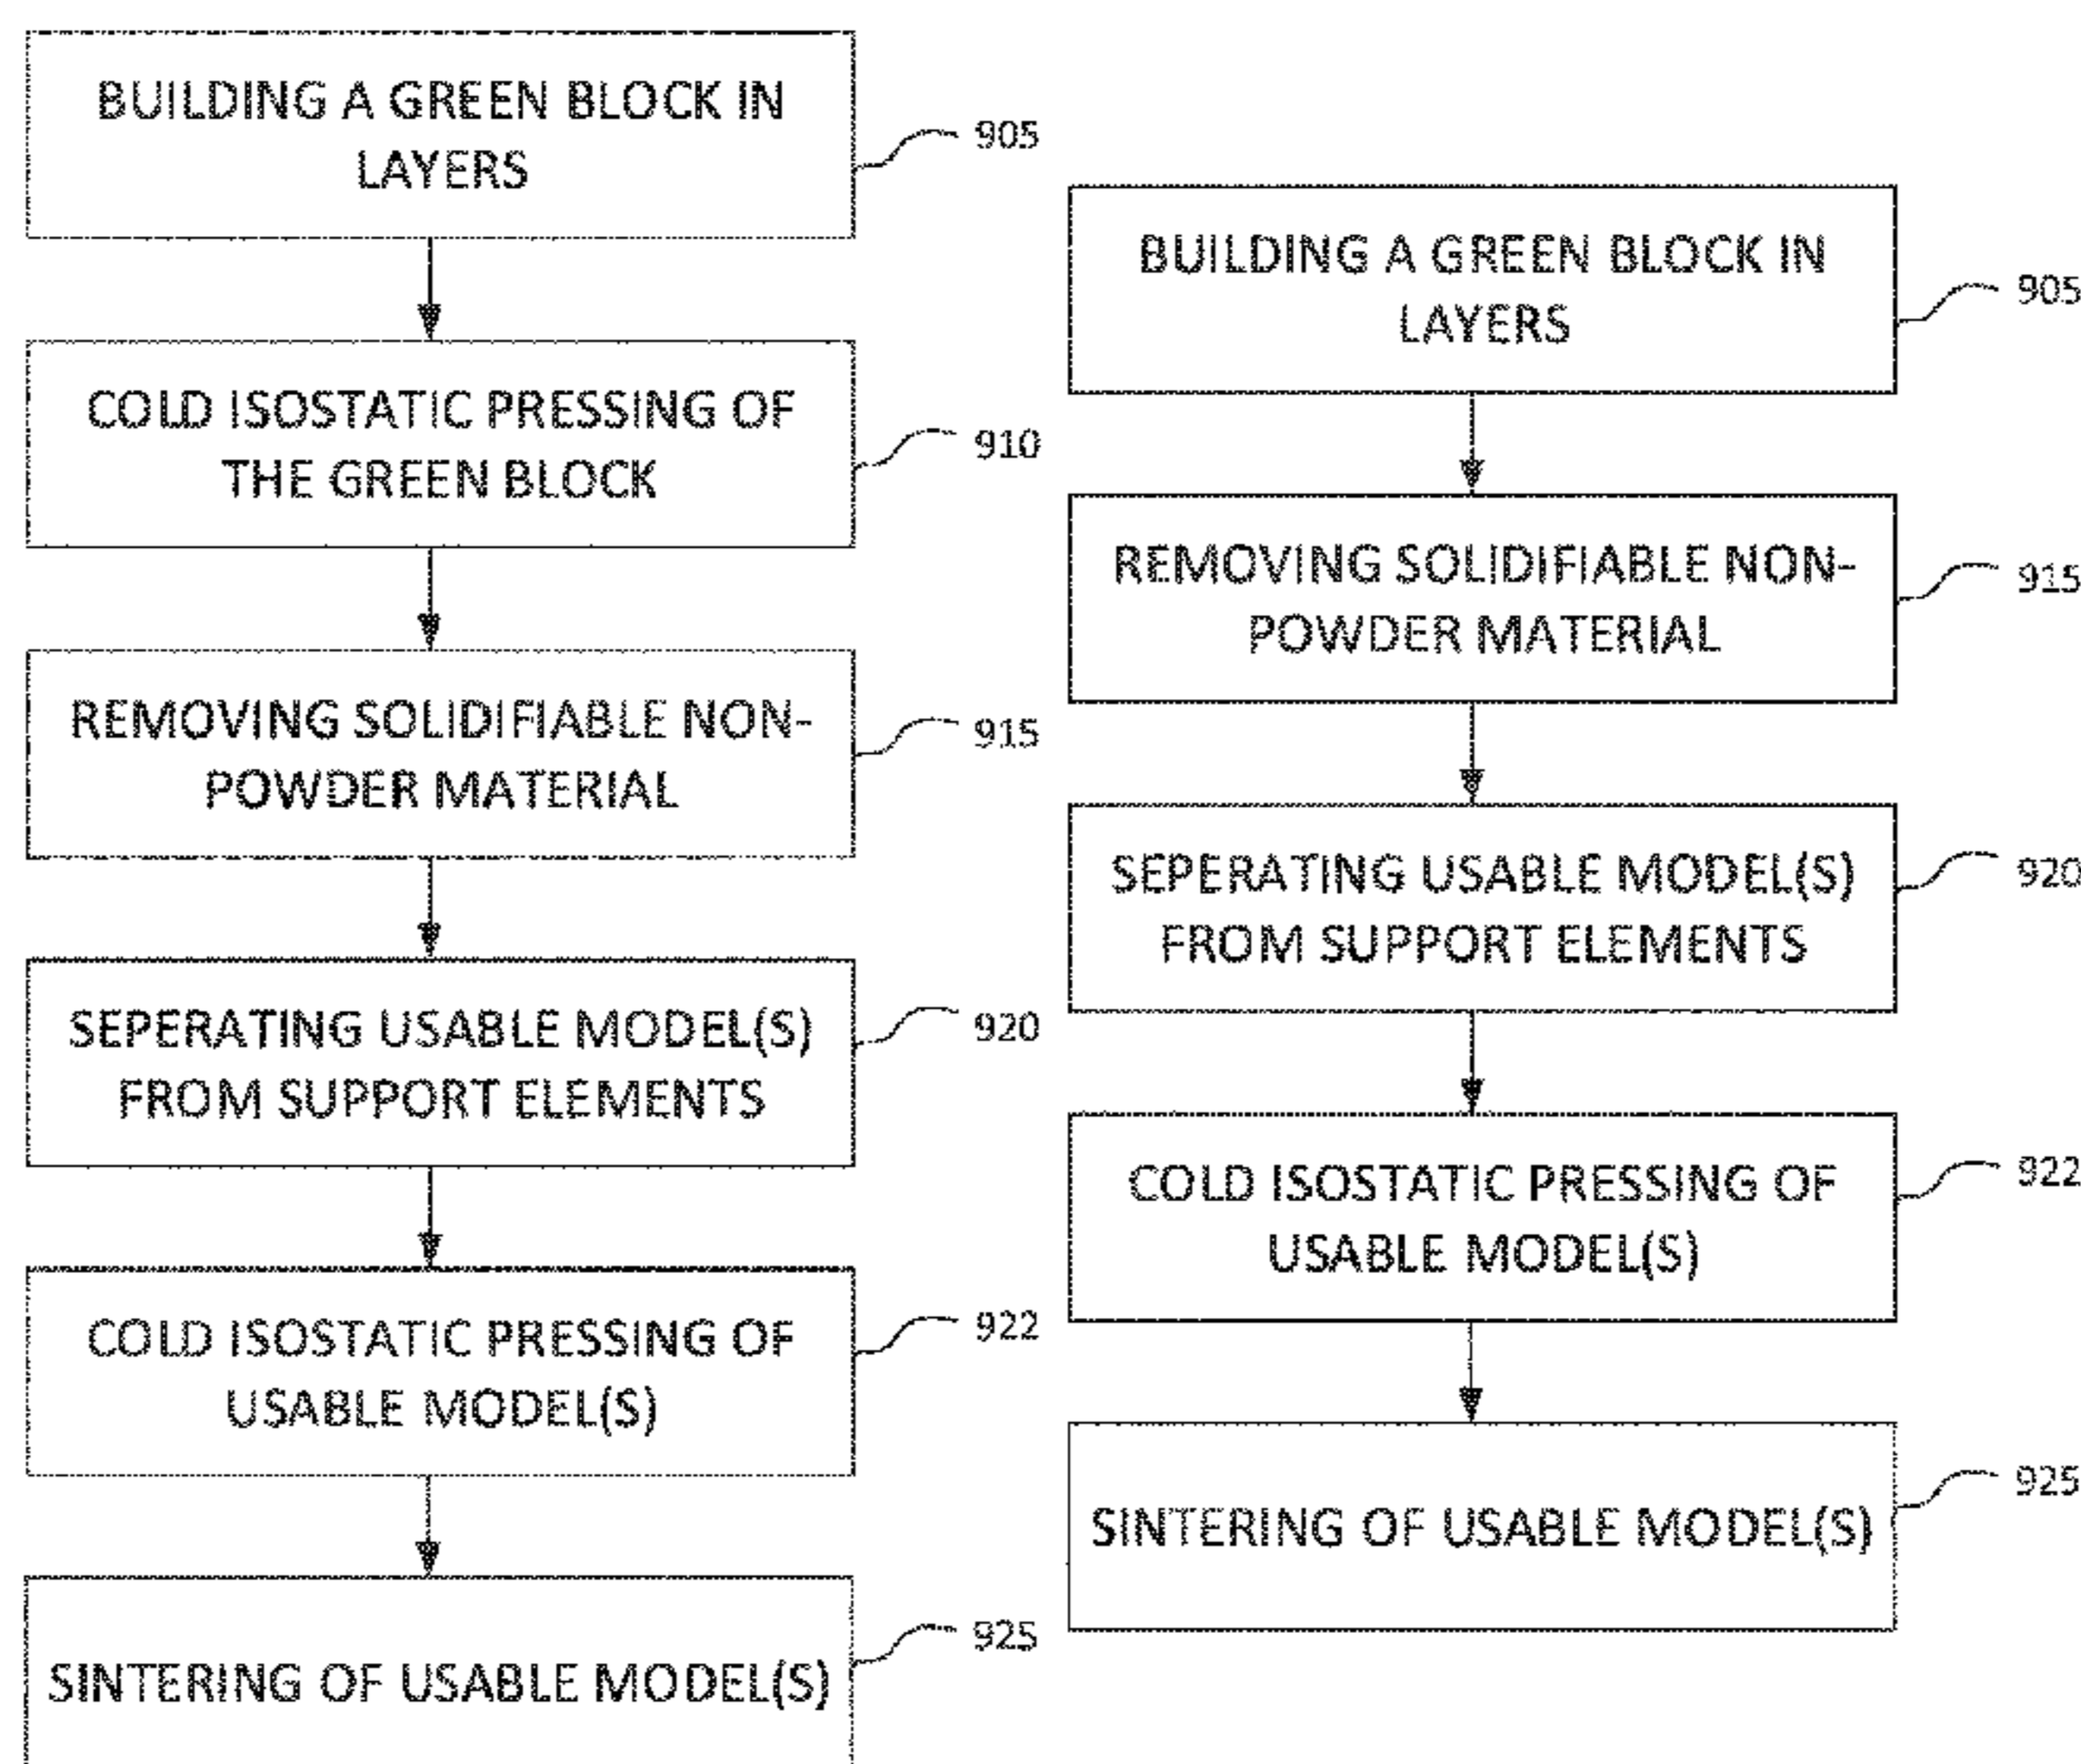 BUILDING A GREEN BLOCK IN
LAYERS
905
COLD ISOSTATIC PRESSING OF
THE GREEN BLOCK
910
REMOVING SOLIDIFIABLE NON-
POWDER MATERIAL
915
SEPERATING USABLE MODEL(S)
FROM SUPPORT ELEMENTS
920
COLD ISOSTATIC PRESSING OF
USABLE MODEL(S)
922
SINTERING OF USABLE MODEL(S)
925
BUILDING A GREEN BLOCK IN
LAYERS
905
REMOVING SOLIDIFIABLE NON-
POWDER MATERIAL
915
SEPERATING USABLE MODEL(S)
FROM SUPPORT ELEMENTS
920
COLD ISOSTATIC PRESSING OF
USABLE MODEL(S)
922
SINTERING OF USABLE MODEL(S)
925